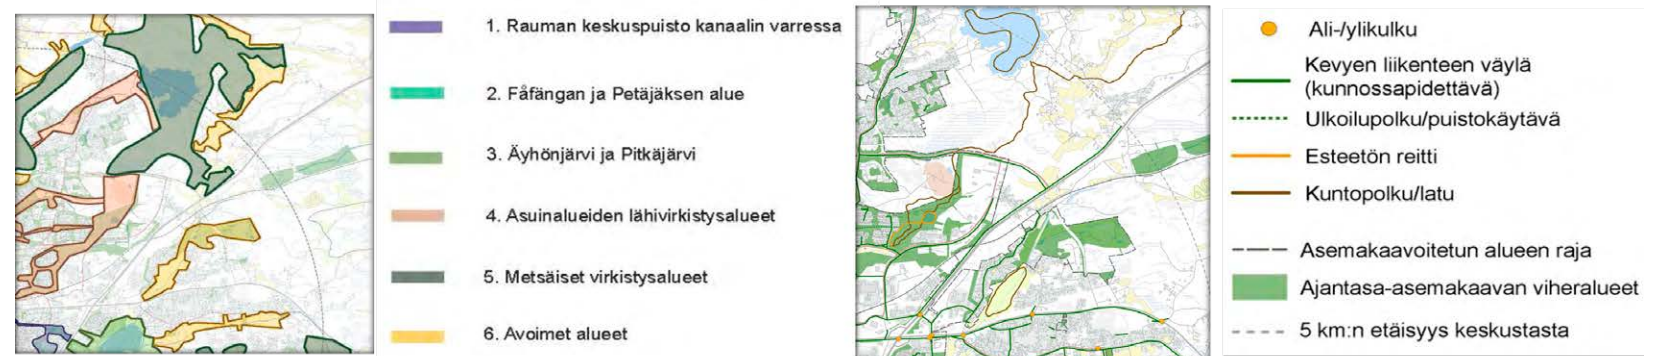 1. Rauman keskuspuisto kanaalin varressa
2. Fåfängan ja Petäjäksen alue
3. Äyhönjärvi ja Pitkäjärvi
4. Asuinalueiden lähivirkistysalueet
5. Metsäiset virkistysalueet
6. Avoimet alueet
Ali-/ylikulku
Kevyen liikenteen väylä
(kunnossapidettävä)
Ulkoilupolku/puistokäytävä
Esteetön reitti
Kuntopolku/latu
Asemakaavoitetun alueen raja
Ajantasa-asemakaavan viheralueet
5 km:n etäisyys keskustasta